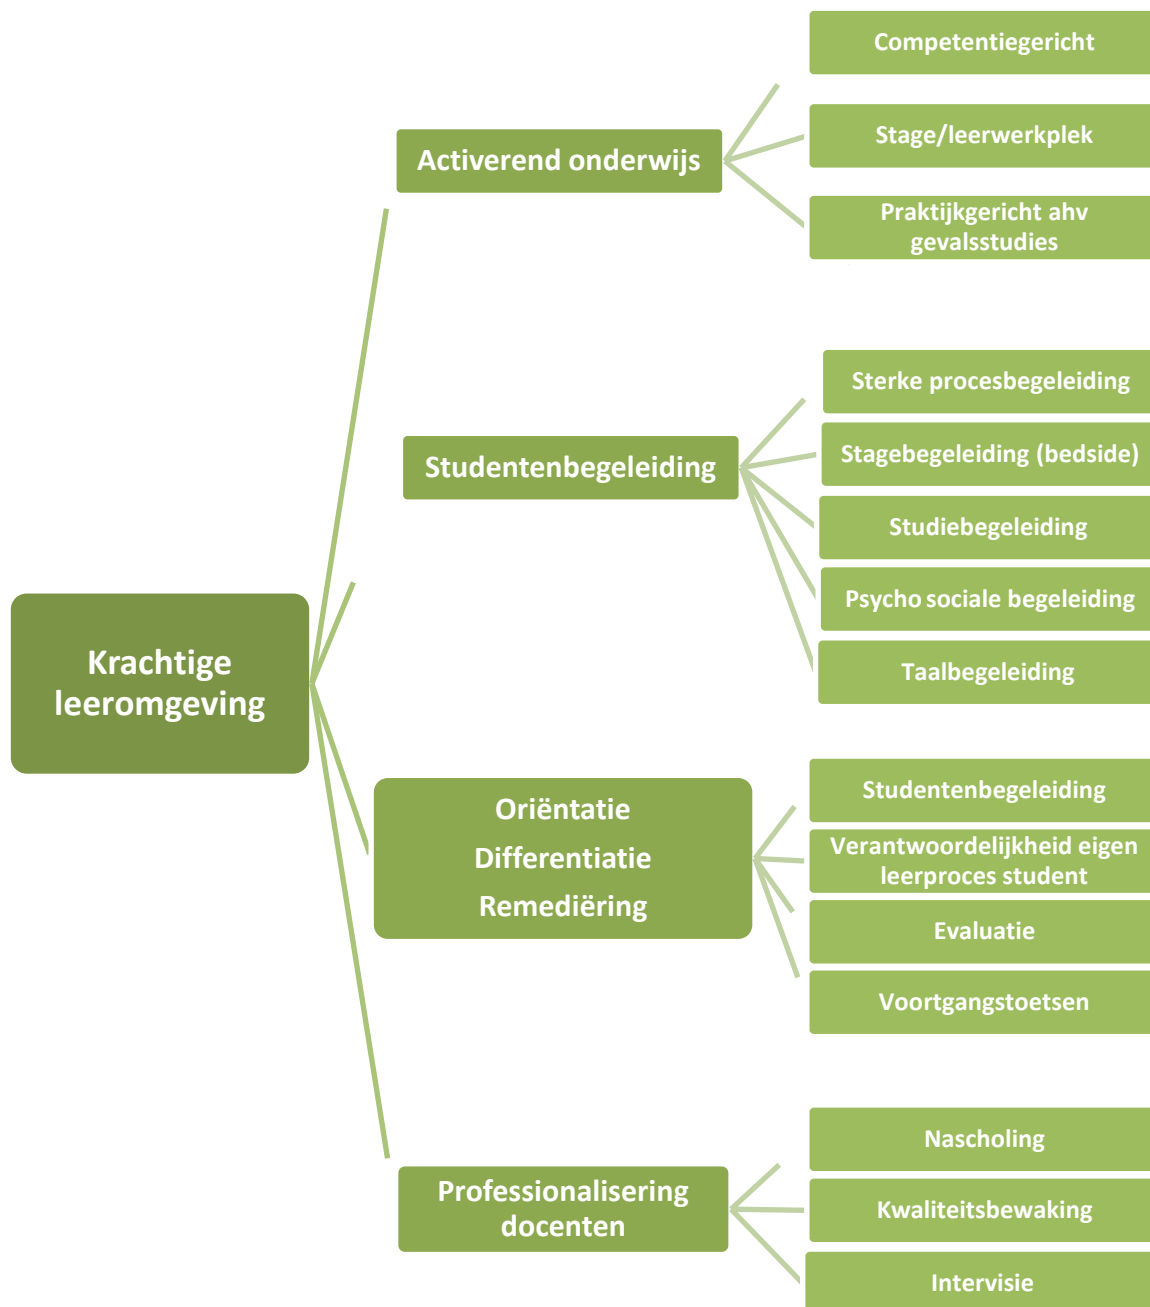 Krachtige
leeromgeving
Activerend onderwijs
Competentiegericht
Stage/leerwerkplek
Praktijkgericht ahv
gevalsstudies
Studentenbegeleiding
Sterke procesbegeleiding
Stagebegeleiding (bedside)
Studiebegeleiding
Psycho sociale begeleiding
Taalbegeleiding
Oriëntatie
Differentiatie
Remediëring
Studentenbegeleiding
Verantwoordelijkheid eigen
leerproces student
Evaluatie
Voortgangstoetsen
Professionalisering
docenten
Nascholing
Kwaliteitsbewaking
Intervisie